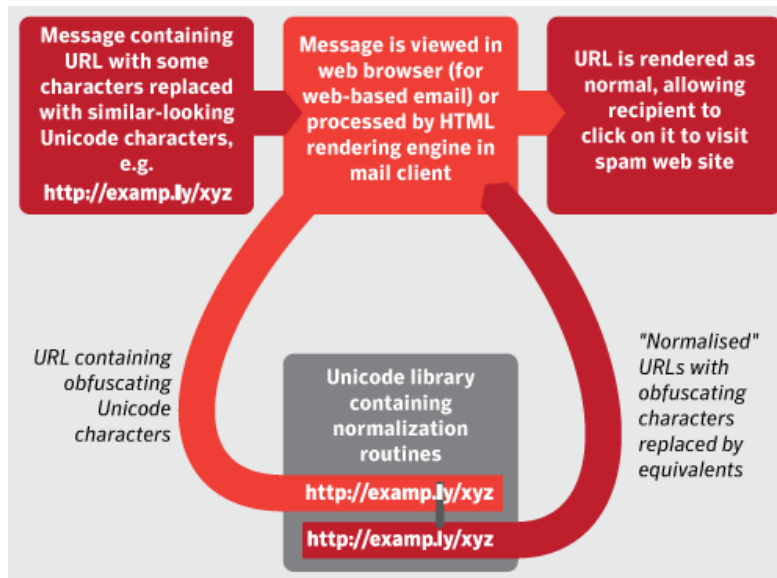 Message containing
URL with some
characters replaced
with similar-looking
Unicode characters,
e.g.
http://examp.ly/xyz
Message is viewed in
web browser (for
web-based email) or
processed by HTML
rendering engine in
mail client
URL is rendered as
normal, allowing
recipient to
click on it to visit
spam web site
URL containing
obfuscating
Unicode
characters
Unicode library
containing
normalization
routines
http://examp.ly/xyz
http://examp.ly/xyz
"Normalised"
URLs with
obfuscating
characters
replaced by
equivalents